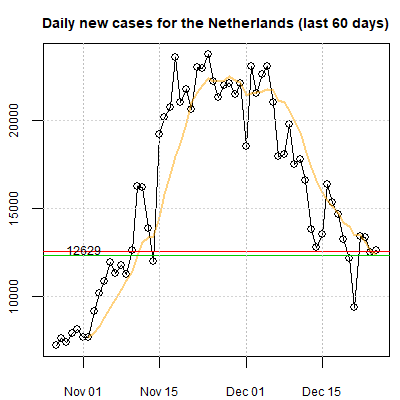 Daily new cases for the Netherlands (last 60 days)
20000
15000
10000
12629
Nov 01 Nov 15 Dec 01 Dec 15